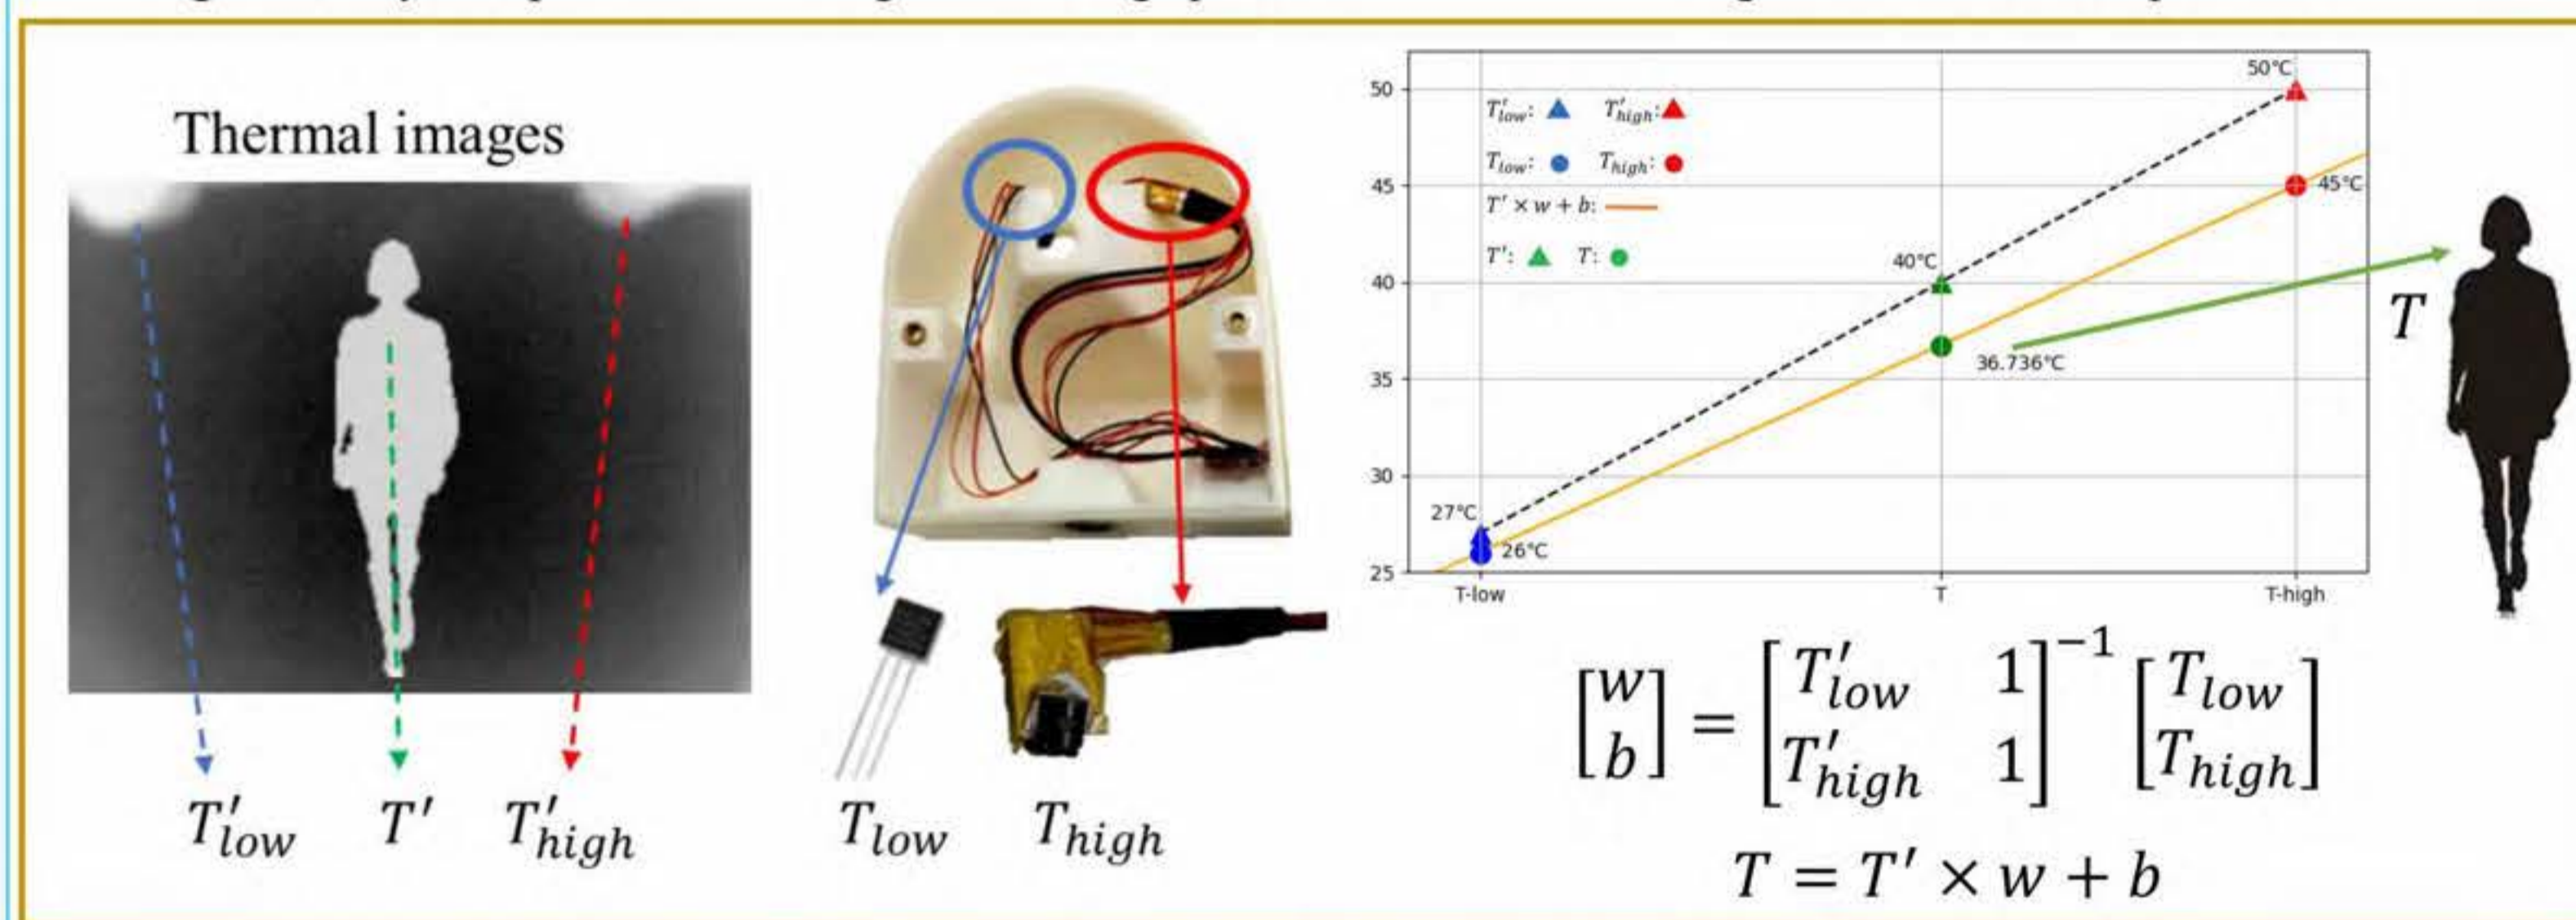 Thermal images
T′low T′ T′high
Tlow Thigh
50
45
40
35
30
25
T′low: T′high:
Tlow: Thigh:
T′ × w + b:
T′: T:
50°C
45°C
40°C
36.736°C
27°C
26°C
T-low T T-high
T
[w b] = [T′low 1 T′high 1]−1 [Tlow Thigh]
T = T′ × w + b